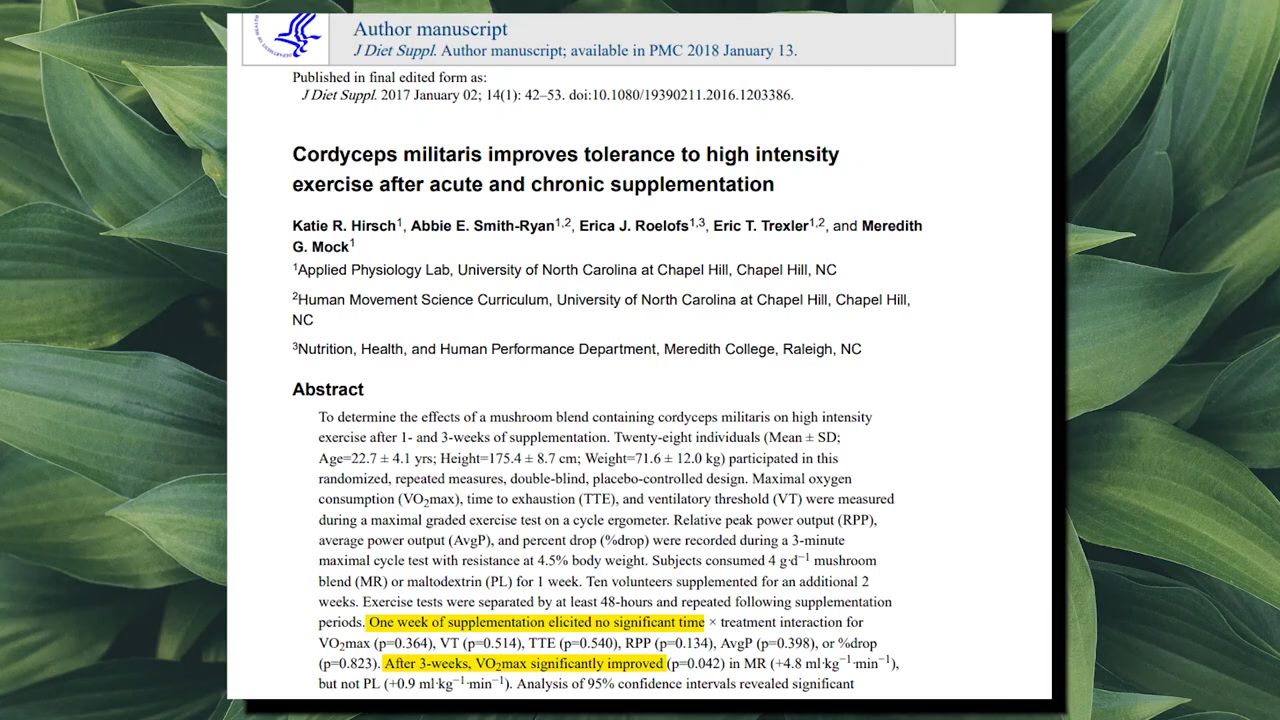 Author manuscript
J Diet Suppl. Author manuscript; available in PMC 2018 January 13.
Published in final edited form as:
J Diet Suppl. 2017 January 02; 14(1): 42–53. doi:10.1080/19390211.2016.1203386.
Cordyceps militaris improves tolerance to high intensity
exercise after acute and chronic supplementation
Katie R. Hirsch¹, Abbie E. Smith-Ryan¹,², Erica J. Roelofs¹,³, Eric T. Trexler¹,², and Meredith
G. Mock¹
¹Applied Physiology Lab, University of North Carolina at Chapel Hill, Chapel Hill, NC
²Human Movement Science Curriculum, University of North Carolina at Chapel Hill, Chapel Hill,
NC
³Nutrition, Health, and Human Performance Department, Meredith College, Raleigh, NC
Abstract
To determine the effects of a mushroom blend containing cordyceps militaris on high intensity
exercise after 1- and 3-weeks of supplementation. Twenty-eight individuals (Mean ± SD;
Age=22.7 ± 4.1 yrs; Height=175.4 ± 8.7 cm; Weight=71.6 ± 12.0 kg) participated in this
randomized, repeated measures, double-blind, placebo-controlled design. Maximal oxygen
consumption (VO₂max), time to exhaustion (TTE), and ventilatory threshold (VT) were measured
during a maximal graded exercise test on a cycle ergometer. Relative peak power output (RPP),
average power output (AvgP), and percent drop (%drop) were recorded during a 3-minute
maximal cycle test with resistance at 4.5% body weight. Subjects consumed 4 g·d⁻¹ mushroom
blend (MR) or maltodextrin (PL) for 1 week. Ten volunteers supplemented for an additional 2
weeks. Exercise tests were separated by at least 48-hours and repeated following supplementation
periods. One week of supplementation elicited no significant time × treatment interaction for
VO₂max (p=0.364), VT (p=0.514), TTE (p=0.540), RPP (p=0.134), AvgP (p=0.398), or %drop
(p=0.823). After 3-weeks, VO₂max significantly improved (p=0.042) in MR (+4.8 ml·kg⁻¹·min⁻¹),
but not PL (+0.9 ml·kg⁻¹·min⁻¹). Analysis of 95% confidence intervals revealed significant